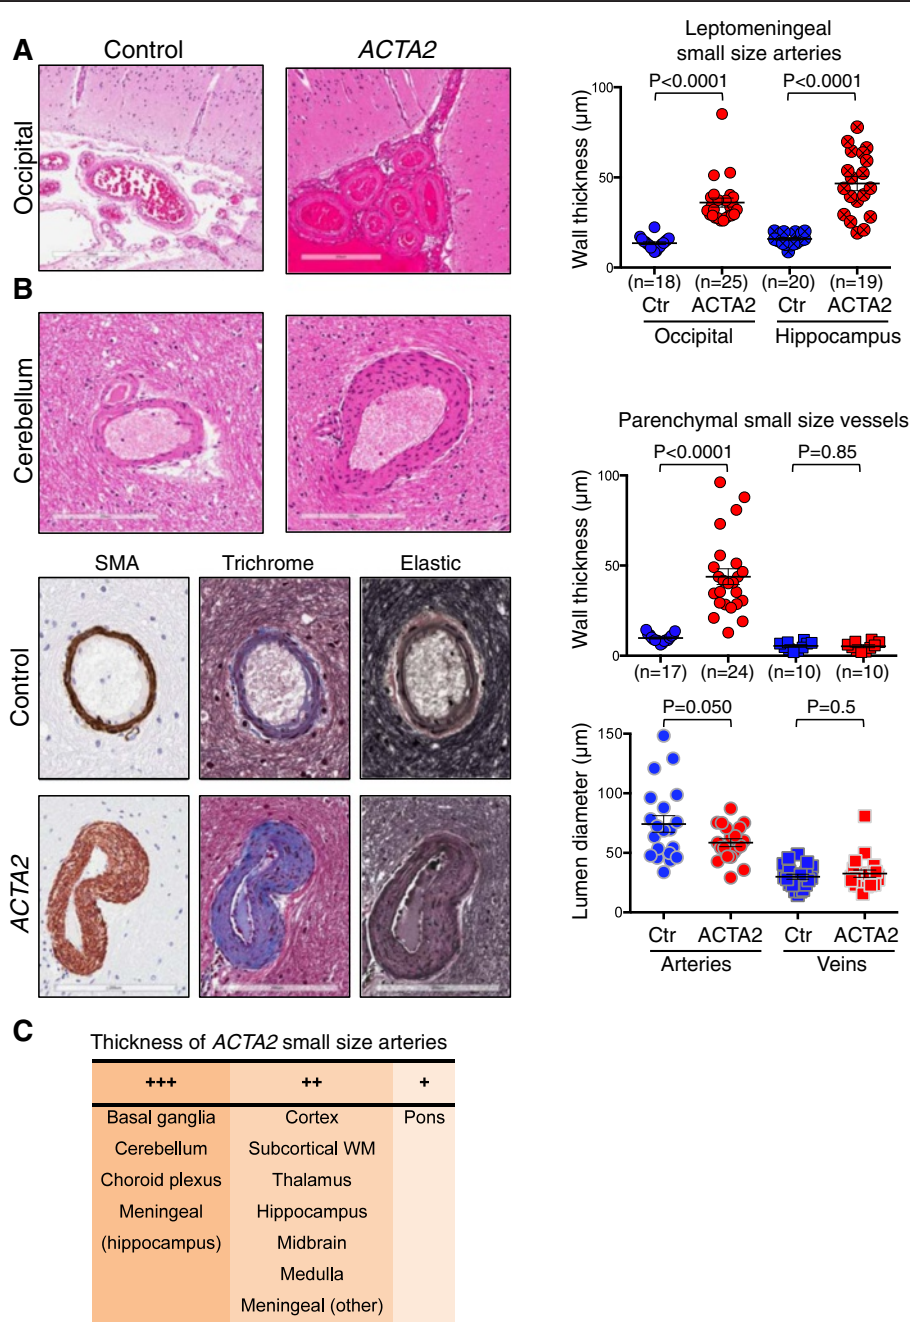 A
Control
ACTA2
Occipital
Leptomeningeal
small size arteries
P<0.0001
P<0.0001
Wall thickness (µm)
100
50
0
(n=18)
(n=25)
(n=20)
(n=19)
Ctr
ACTA2
Ctr
ACTA2
Occipital
Hippocampus
B
Cerebellum
Parenchymal small size vessels
P<0.0001
P=0.85
Wall thickness (µm)
100
50
0
(n=17)
(n=24)
(n=10)
(n=10)
SMA
Trichrome
Elastic
Control
ACTA2
P=0.050
P=0.5
Lumen diameter (µm)
150
100
50
0
Ctr
ACTA2
Ctr
ACTA2
Arteries
Veins
C
Thickness of ACTA2 small size arteries
+++
++
+
Basal ganglia
Cortex
Pons
Cerebellum
Subcortical WM
Choroid plexus
Thalamus
Meningeal
Hippocampus
(hippocampus)
Midbrain
Medulla
Meningeal (other)